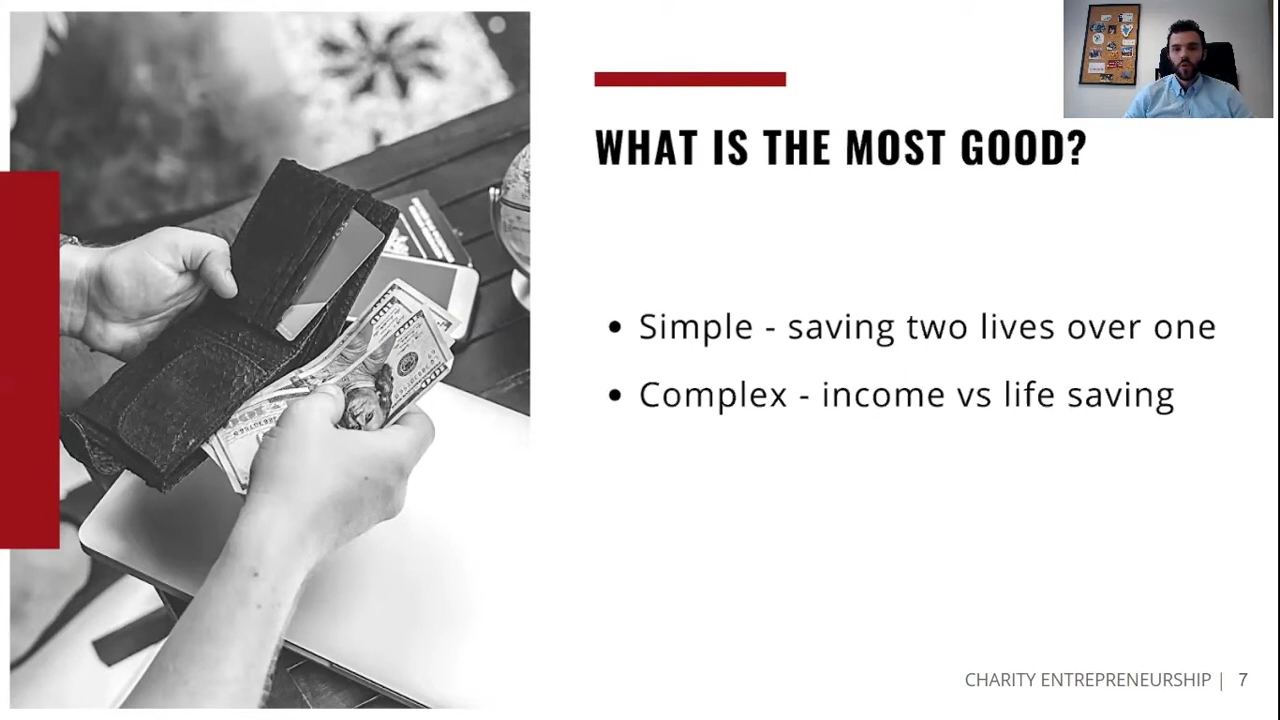 WHAT IS THE MOST GOOD?
• Simple - saving two lives over one
• Complex - income vs life saving
CHARITY ENTREPRENEURSHIP | 7